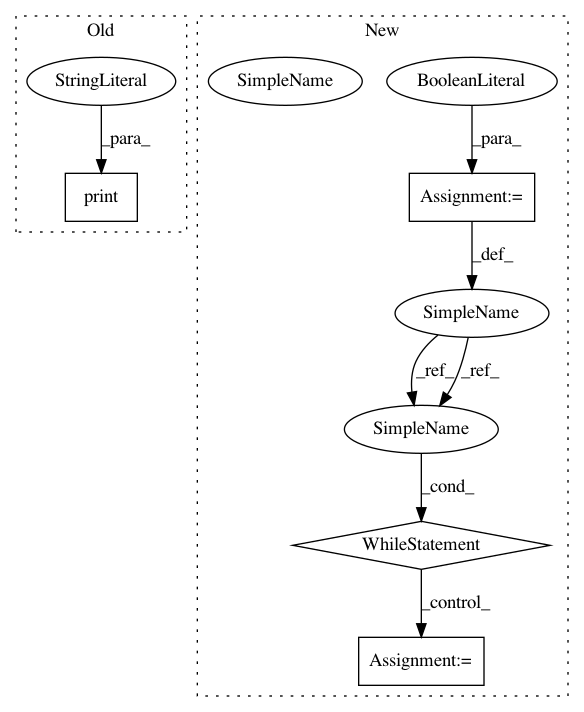 Old
New
StringLiteral
SimpleName
BooleanLiteral
_para_
_para_
print
Assignment:=
_def_
SimpleName
_ref_
_ref_
SimpleName
_cond_
WhileStatement
_control_
Assignment:=